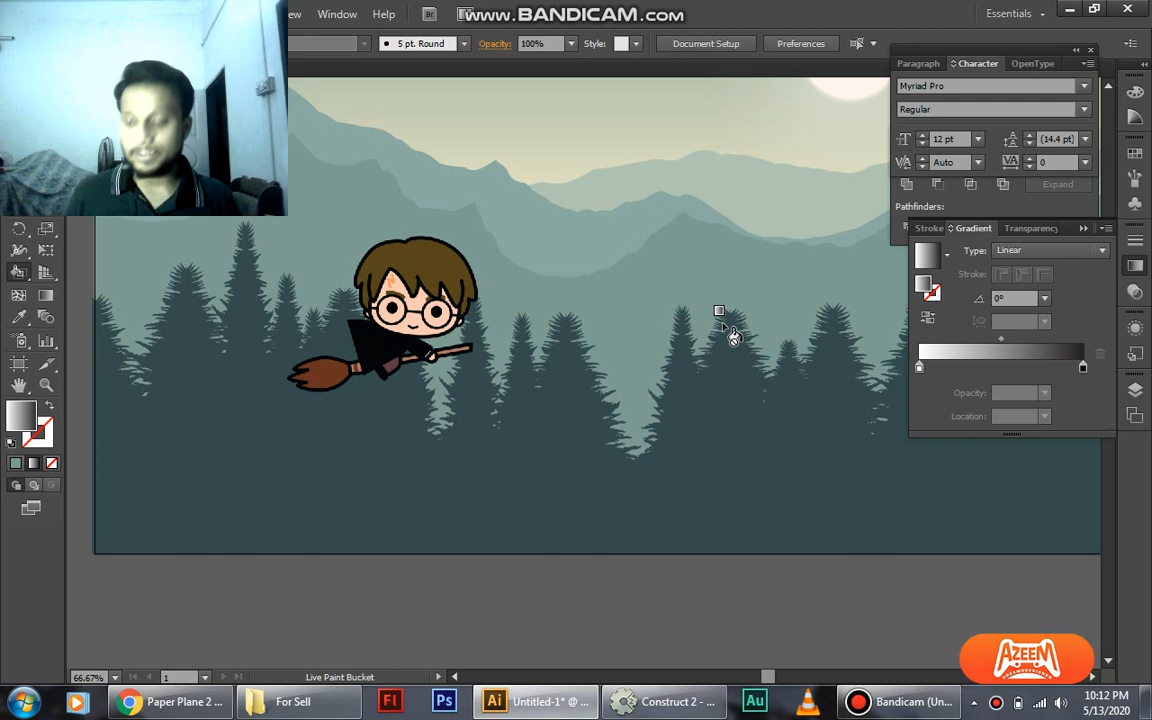 ew
Window
Help
Br
www.BANDICAM.com
Essentials
5 pt. Round
Opacity:
100%
Style:
Document Setup
Preferences
Paragraph
Character
OpenType
Myriad Pro
Regular
12 pt
(14.4 pt)
Auto
0
Expand
Pathfinders:
Stroke
Gradient
Transparency
Type:
Linear
Stroke:
0°
Opacity:
Location:
66.67%
1
Live Paint Bucket
AZEEM
Paper Plane 2 ...
For Sell
Fl
Ps
Ai
Untitled-1* @ ...
Construct 2 - ...
Au
Bandicam (Un...
10:12 PM
5/13/2020